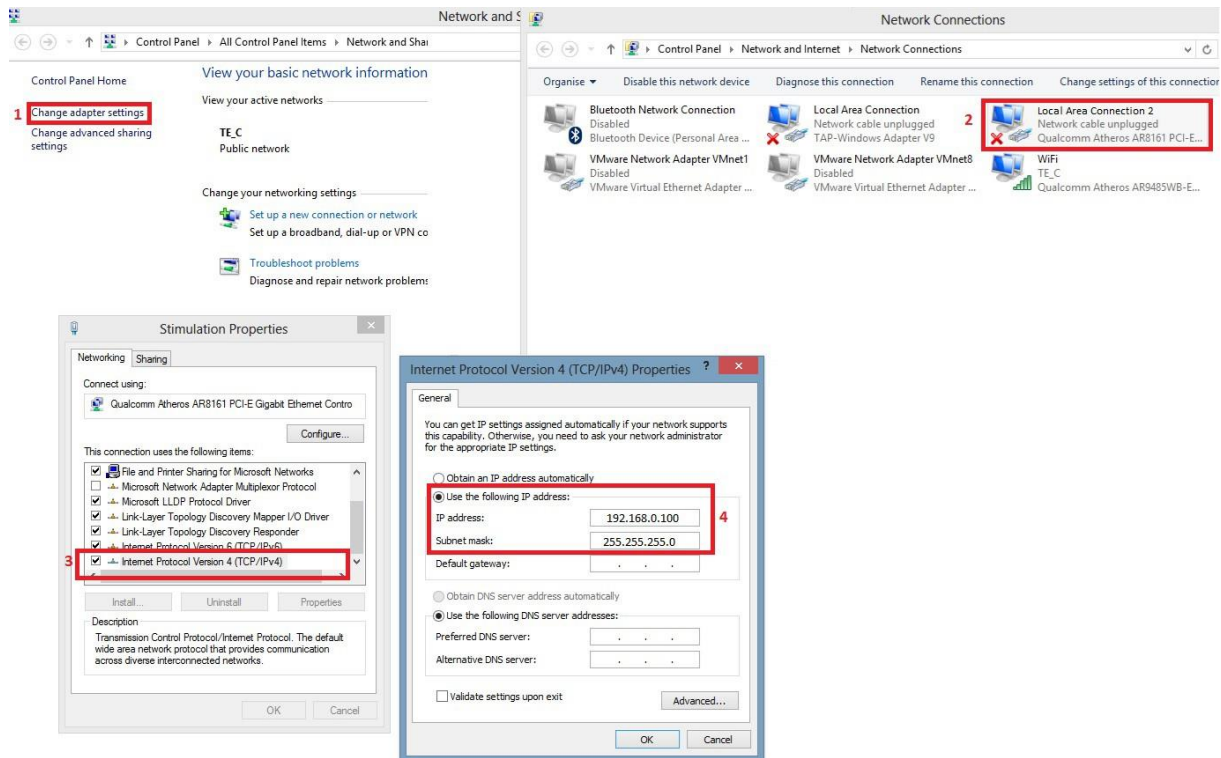 Network and S
Control Panel All Control Panel Items Network and Shar
Control Panel Home
1 Change adapter settings
Change advanced sharing
settings
View your basic network information
View your active networks
TE_C
Public network
Change your networking settings
Set up a new connection or network
Set up a broadband, dial-up or VPN co
Troubleshoot problems
Diagnose and repair network problems
Network Connections
Control Panel Network and Internet Network Connections
Organise Disable this network device Diagnose this connection Rename this connection Change settings of this connection
Bluetooth Network Connection
Disabled
Bluetooth Device (Personal Area ...
Local Area Connection
Network cable unplugged
TAP-Windows Adapter V9
2
Local Area Connection 2
Network cable unplugged
Qualcomm Atheros AR8161 PCI-E...
VMware Network Adapter VMnet1
Disabled
VMware Virtual Ethernet Adapter ...
VMware Network Adapter VMnet8
Disabled
VMware Virtual Ethernet Adapter ...
WiFi
TE_C
Qualcomm Atheros AR9485WB-E...
Stimulation Properties
Networking Sharing
Connect using:
Qualcomm Atheros AR8161 PCI-E Gigabit Ethernet Contro
Configure...
This connection uses the following items:
File and Printer Sharing for Microsoft Networks
Microsoft Network Adapter Multiplexor Protocol
Microsoft LLDP Protocol Driver
Link-Layer Topology Discovery Mapper I/O Driver
Link-Layer Topology Discovery Responder
Internet Protocol Version 6 (TCP/IPv6)
3 Internet Protocol Version 4 (TCP/IPv4)
Install... Uninstall Properties
Description
Transmission Control Protocol/Internet Protocol. The default
wide area network protocol that provides communication
across diverse interconnected networks.
OK Cancel
Internet Protocol Version 4 (TCP/IPv4) Properties ?
General
You can get IP settings assigned automatically if your network supports
this capability. Otherwise, you need to ask your network administrator
for the appropriate IP settings.
Obtain an IP address automatically
Use the following IP address:
IP address: 192.168.0.100 4
Subnet mask: 255.255.255.0
Default gateway: . . .
Obtain DNS server address automatically
Use the following DNS server addresses:
Preferred DNS server: . . .
Alternative DNS server: . . .
Validate settings upon exit Advanced...
OK Cancel